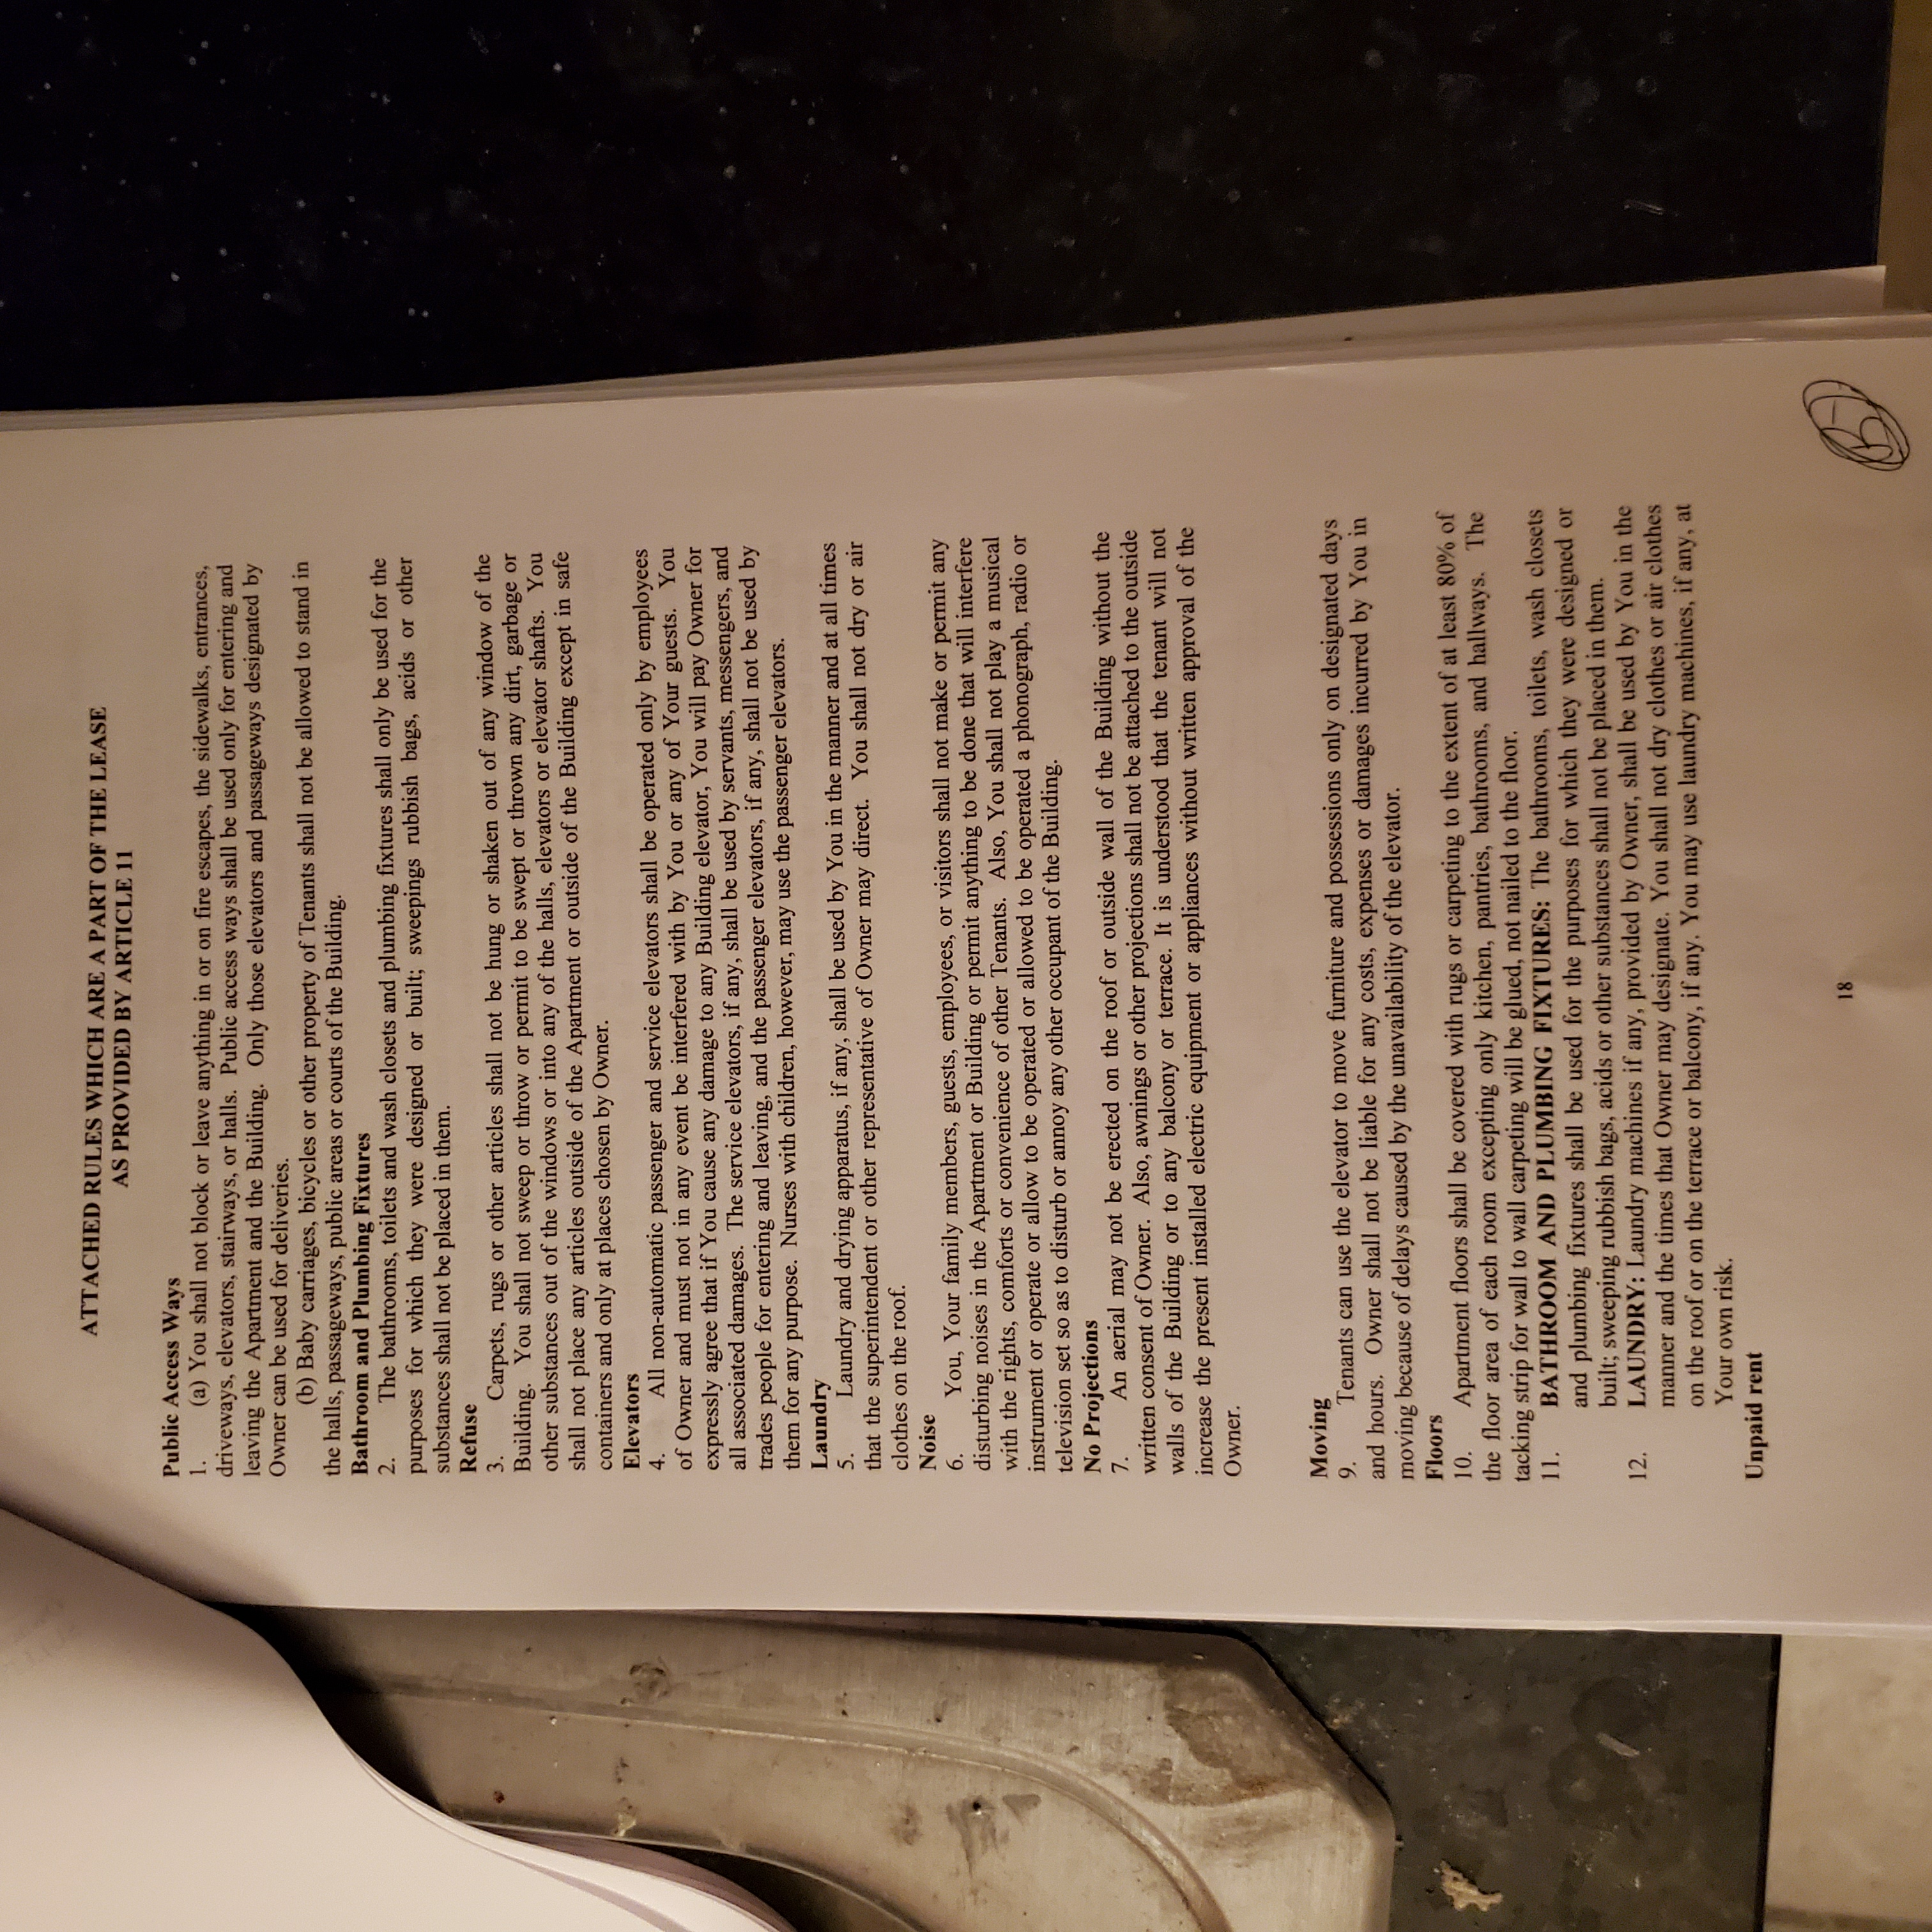 ATTACHED RULES WHICH ARE A PART OF THE LEASE
AS PROVIDED BY ARTICLE 11
Public Access Ways
1. (a) You shall not block or leave anything in or on fire escapes, the sidewalks, entrances,
driveways, elevators, stairways, or halls. Public access ways shall be used only for entering and
leaving the Apartment and the Building. Only those elevators and passageways designated by
Owner can be used for deliveries.
(b) Baby carriages, bicycles or other property of Tenants shall not be allowed to stand in
the halls, passageways, public areas or courts of the Building.
Bathroom and Plumbing Fixtures
2. The bathrooms, toilets and wash closets and plumbing fixtures shall only be used for the
purposes for which they were designed or built; sweepings rubbish bags, acids or other
substances shall not be placed in them.
Refuse
3. Carpets, rugs or other articles shall not be hung or shaken out of any window of the
Building. You shall not sweep or throw or permit to be swept or thrown any dirt, garbage or
other substances out of the windows or into any of the halls, elevators or elevator shafts. You
shall not place any articles outside of the Apartment or outside of the Building except in safe
containers and only at places chosen by Owner.
Elevators
4. All non-automatic passenger and service elevators shall be operated only by employees
of Owner and must not in any event be interfered with by You or any of Your guests. You
expressly agree that if You cause any damage to any Building elevator, You will pay Owner for
all associated damages. The service elevators, if any, shall be used by servants, messengers, and
trades people for entering and leaving, and the passenger elevators, if any, shall not be used by
them for any purpose. Nurses with children, however, may use the passenger elevators.
Laundry
5. Laundry and drying apparatus, if any, shall be used by You in the manner and at all times
that the superintendent or other representative of Owner may direct. You shall not dry or air
clothes on the roof.
Noise
6. You, Your family members, guests, employees, or visitors shall not make or permit any
disturbing noises in the Apartment or Building or permit anything to be done that will interfere
with the rights, comforts or convenience of other Tenants. Also, You shall not play a musical
instrument or operate or allow to be operated or allowed to be operated a phonograph, radio or
television set so as to disturb or annoy any other occupant of the Building.
No Projections
7. An aerial may not be erected on the roof or outside wall of the Building without the
written consent of Owner. Also, awnings or other projections shall not be attached to the outside
walls of the Building or to any balcony or terrace. It is understood that the tenant will not
increase the present installed electric equipment or appliances without written approval of the
Owner.
Moving
9. Tenants can use the elevator to move furniture and possessions only on designated days
and hours. Owner shall not be liable for any costs, expenses or damages incurred by You in
moving because of delays caused by the unavailability of the elevator.
Floors
10. Apartment floors shall be covered with rugs or carpeting to the extent of at least 80% of
the floor area of each room excepting only kitchen, pantries, bathrooms, and hallways. The
tacking strip for wall to wall carpeting will be glued, not nailed to the floor.
11. BATHROOM AND PLUMBING FIXTURES: The bathrooms, toilets, wash closets
and plumbing fixtures shall be used for the purposes for which they were designed or
built; sweeping rubbish bags, acids or other substances shall not be placed in them.
12. LAUNDRY: Laundry machines if any, provided by Owner, shall be used by You in the
manner and the times that Owner may designate. You shall not dry clothes or air clothes
on the roof or on the terrace or balcony, if any. You may use laundry machines, if any, at
Your own risk.
Unpaid rent
18